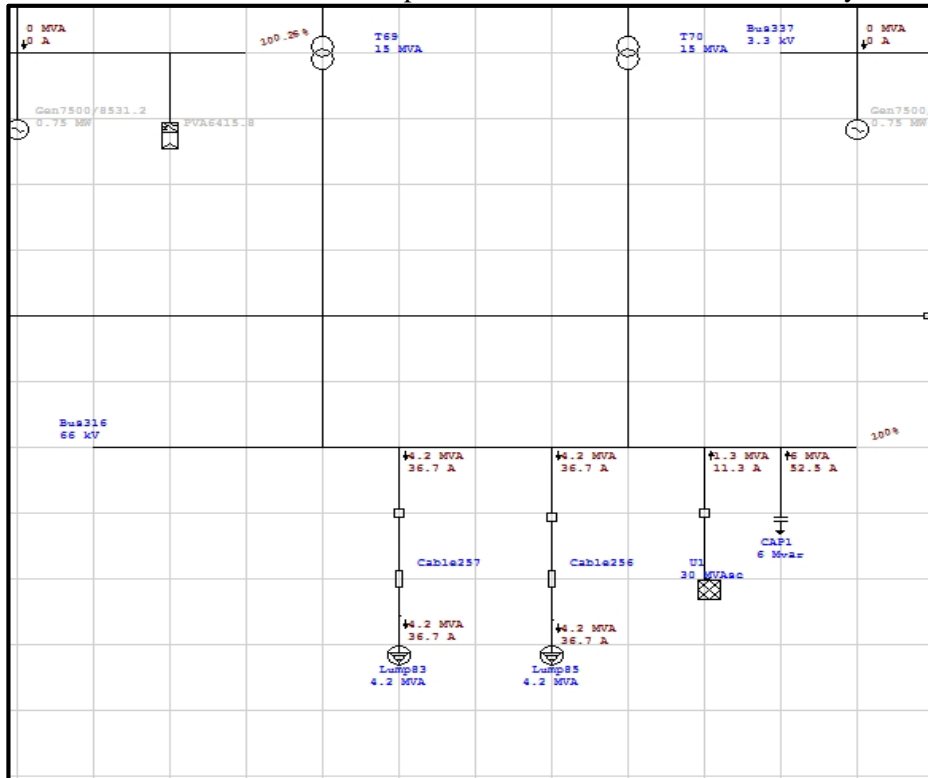 0 MVA
0 A
100.26%
T69
15 MVA
T70
15 MVA
Bus337
3.3 kV
0 MVA
0 A
Gen7500/8531.2
0.75 MW
PVA6415.8
Gen7500/
0.75 MW
Bus316
66 kV
100%
4.2 MVA
36.7 A
4.2 MVA
36.7 A
1.3 MVA
11.3 A
6 MVA
52.5 A
CAP1
6 Mvar
Cable257
Cable256
U1
30 MVAsc
4.2 MVA
36.7 A
4.2 MVA
36.7 A
Lump83
4.2 MVA
Lump85
4.2 MVA